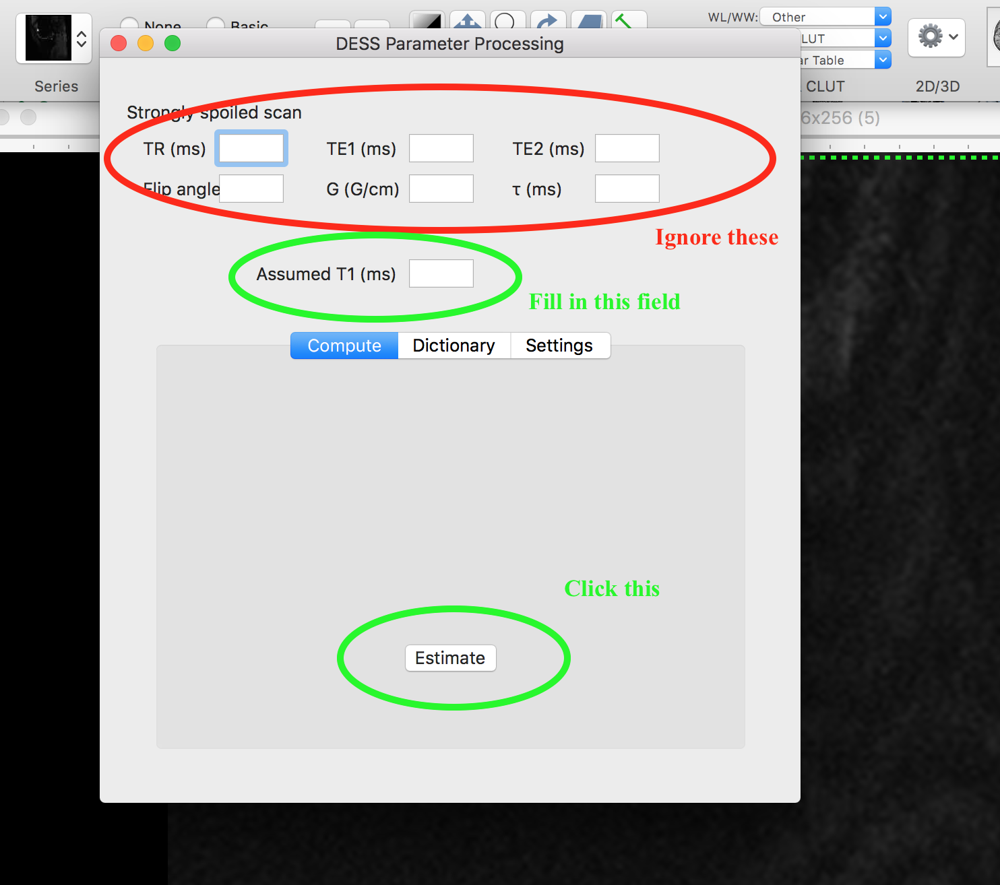 None
Basic
WL/WW:
Other
LUT
ar Table
Series
CLUT
2D/3D
DESS Parameter Processing
6x256 (5)
Strongly spoiled scan
TR (ms)
TE1 (ms)
TE2 (ms)
Flip angle
G (G/cm)
τ (ms)
Ignore these
Assumed T1 (ms)
Fill in this field
Compute
Dictionary
Settings
Click this
Estimate